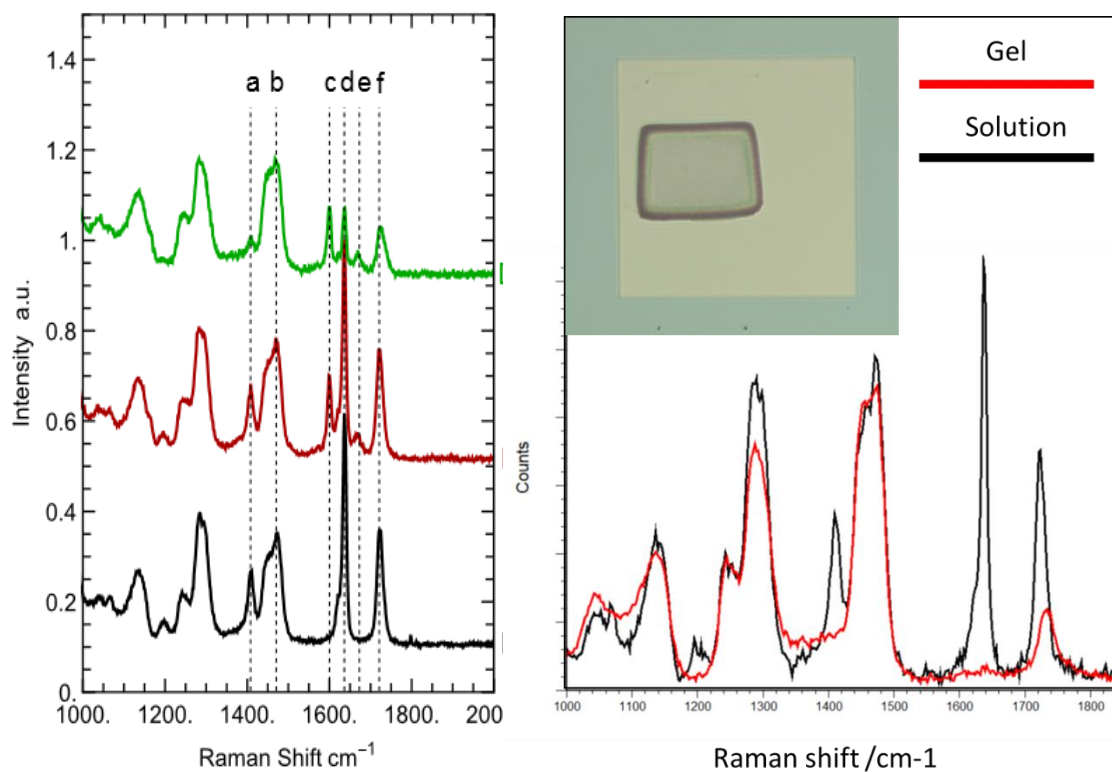 a b c d e f
1.4
1.2
1.
0.8
0.6
0.4
0.2
0.
Intensity a.u.
1000. 1200. 1400. 1600. 1800. 200
Raman Shift cm⁻¹
Gel
Solution
Counts
1000 1100 1200 1300 1400 1500 1600 1700 1800
Raman shift /cm-1